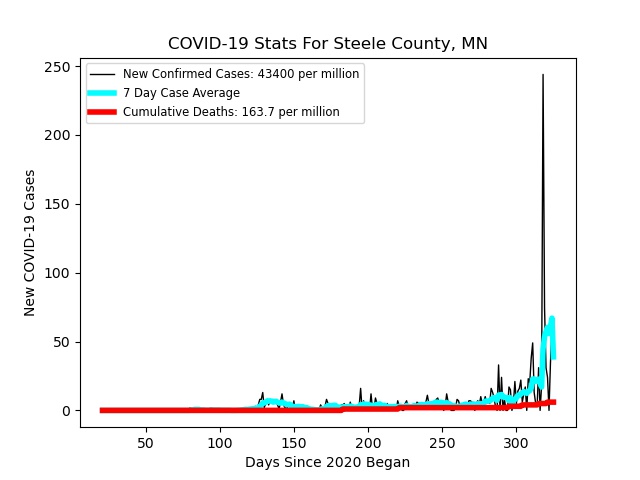 COVID-19 Stats For Steele County, MN
New Confirmed Cases: 43400 per million
7 Day Case Average
Cumulative Deaths: 163.7 per million
New COVID-19 Cases
250
200
150
100
50
0
50 100 150 200 250 300
Days Since 2020 Began